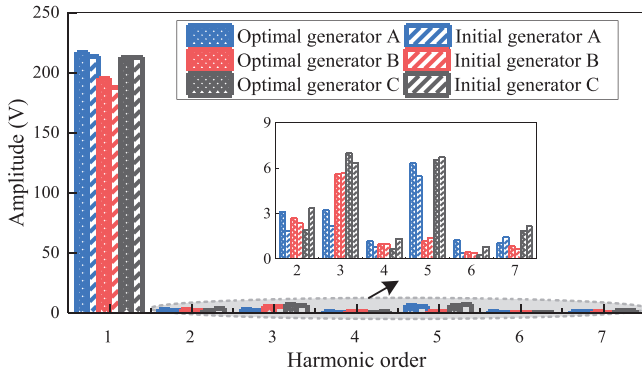 250
200
150
100
50
0
Amplitude (V)
Optimal generator A Initial generator A
Optimal generator B Initial generator B
Optimal generator C Initial generator C
9
6
3
0
2 3 4 5 6 7
1 2 3 4 5 6 7
Harmonic order